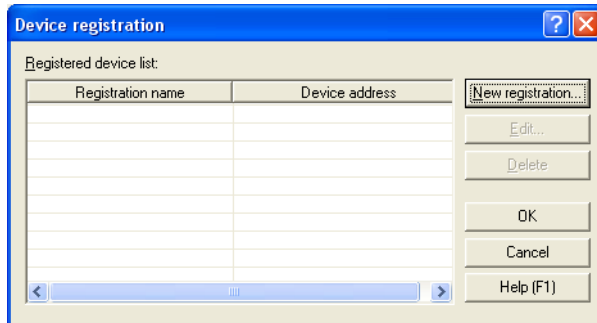 Device registration
Registered device list:
Registration name Device address
New registration...
Edit...
Delete
OK
Cancel
Help (F1)